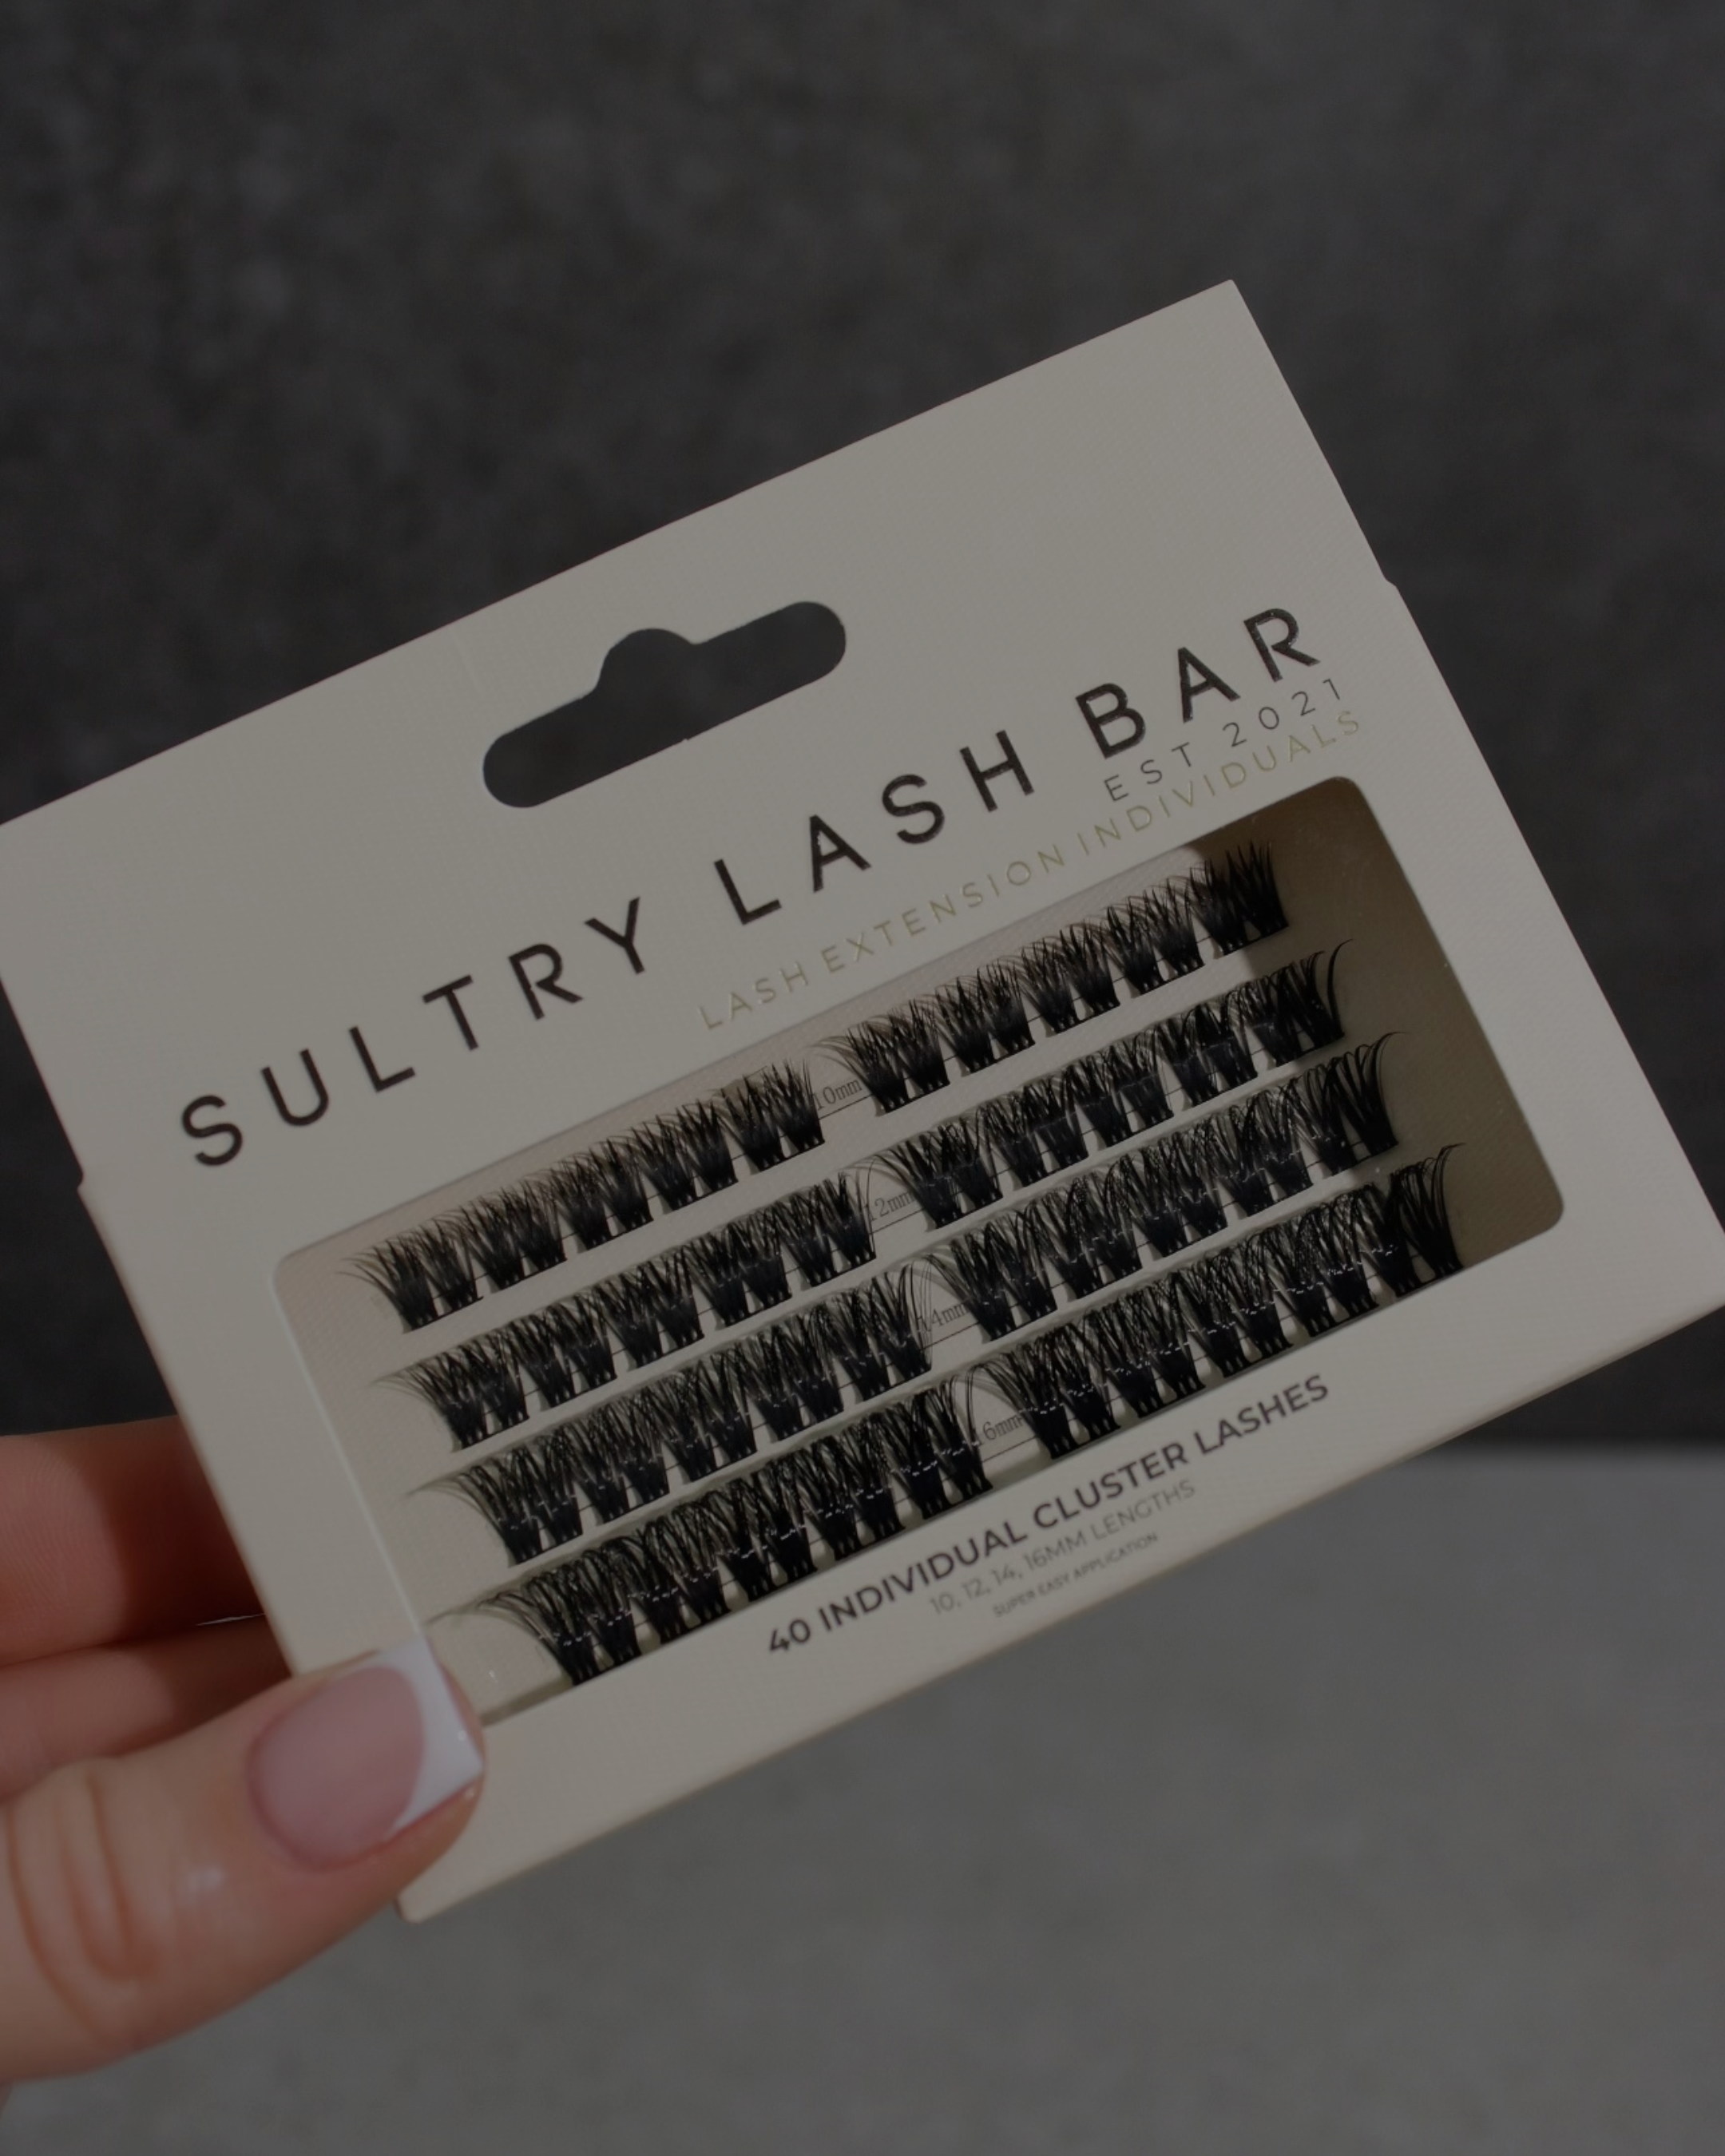 SULTRY LASH BAR
EST 2021
LASH EXTENSION INDIVIDUALS
10mm
12mm
14mm
16mm
40 INDIVIDUAL CLUSTER LASHES
10, 12, 14, 16MM LENGTHS
SUPER EASY APPLICATION